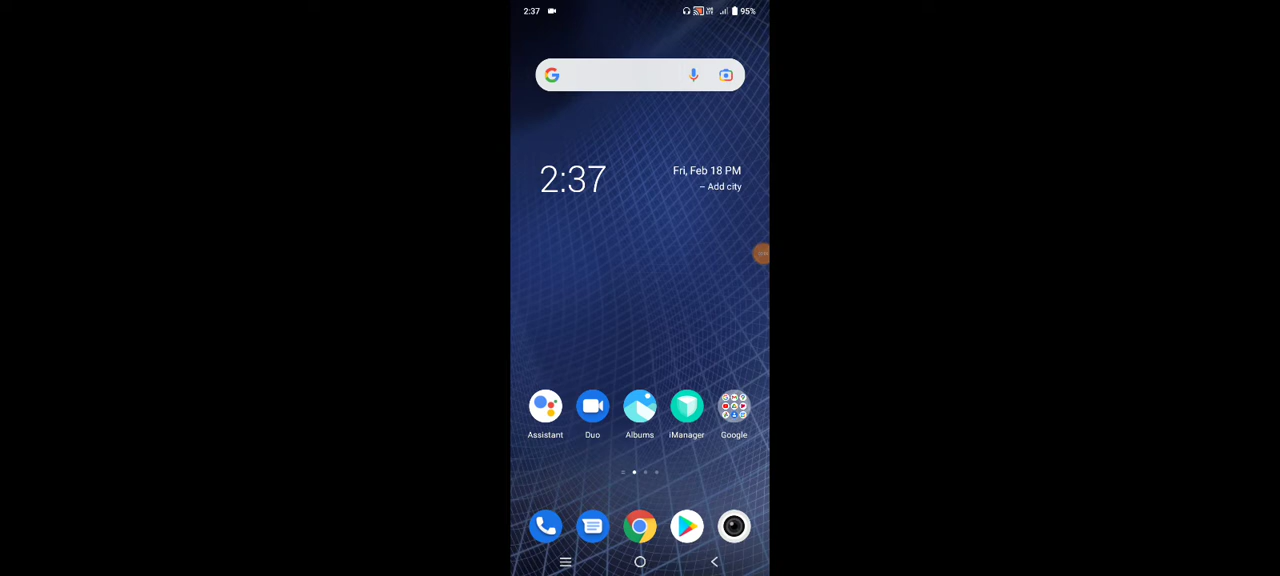 2:37
95%
2:37
Fri, Feb 18 PM
-- Add city
Assistant
Duo
Albums
iManager
Google